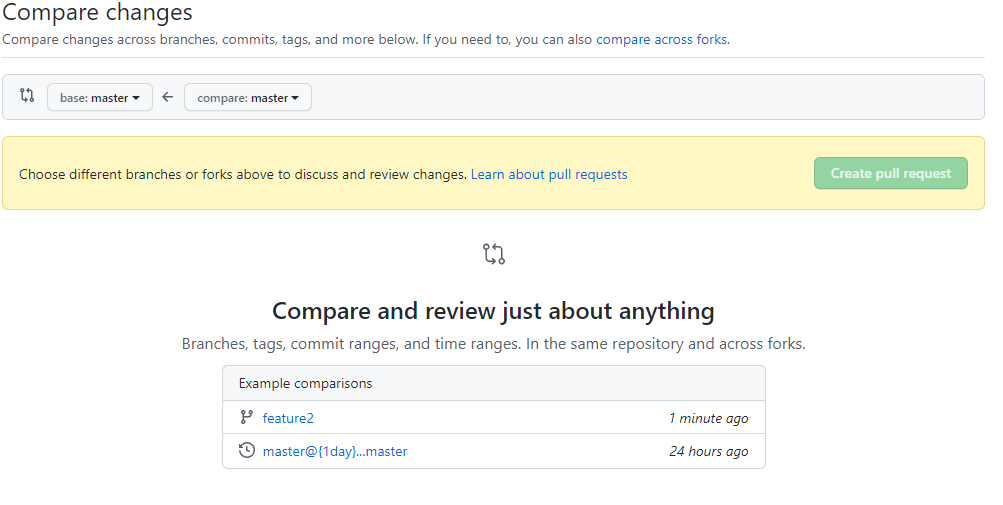 Compare changes
Compare changes across branches, commits, tags, and more below. If you need to, you can also compare across forks.
base: master
compare: master
Choose different branches or forks above to discuss and review changes. Learn about pull requests
Create pull request
Compare and review just about anything
Branches, tags, commit ranges, and time ranges. In the same repository and across forks.
Example comparisons
feature2 1 minute ago
master@{1day}...master 24 hours ago